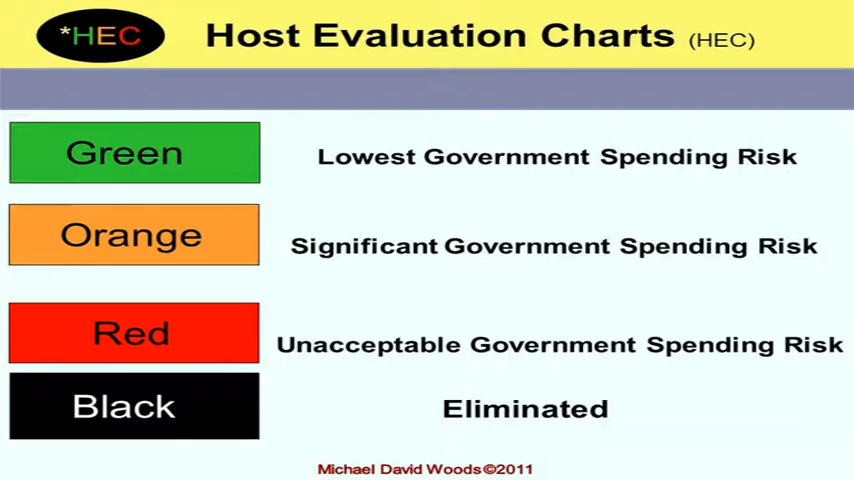 *HEC Host Evaluation Charts (HEC)
Green Lowest Government Spending Risk
Orange Significant Government Spending Risk
Red Unacceptable Government Spending Risk
Black Eliminated
Michael David Woods©2011